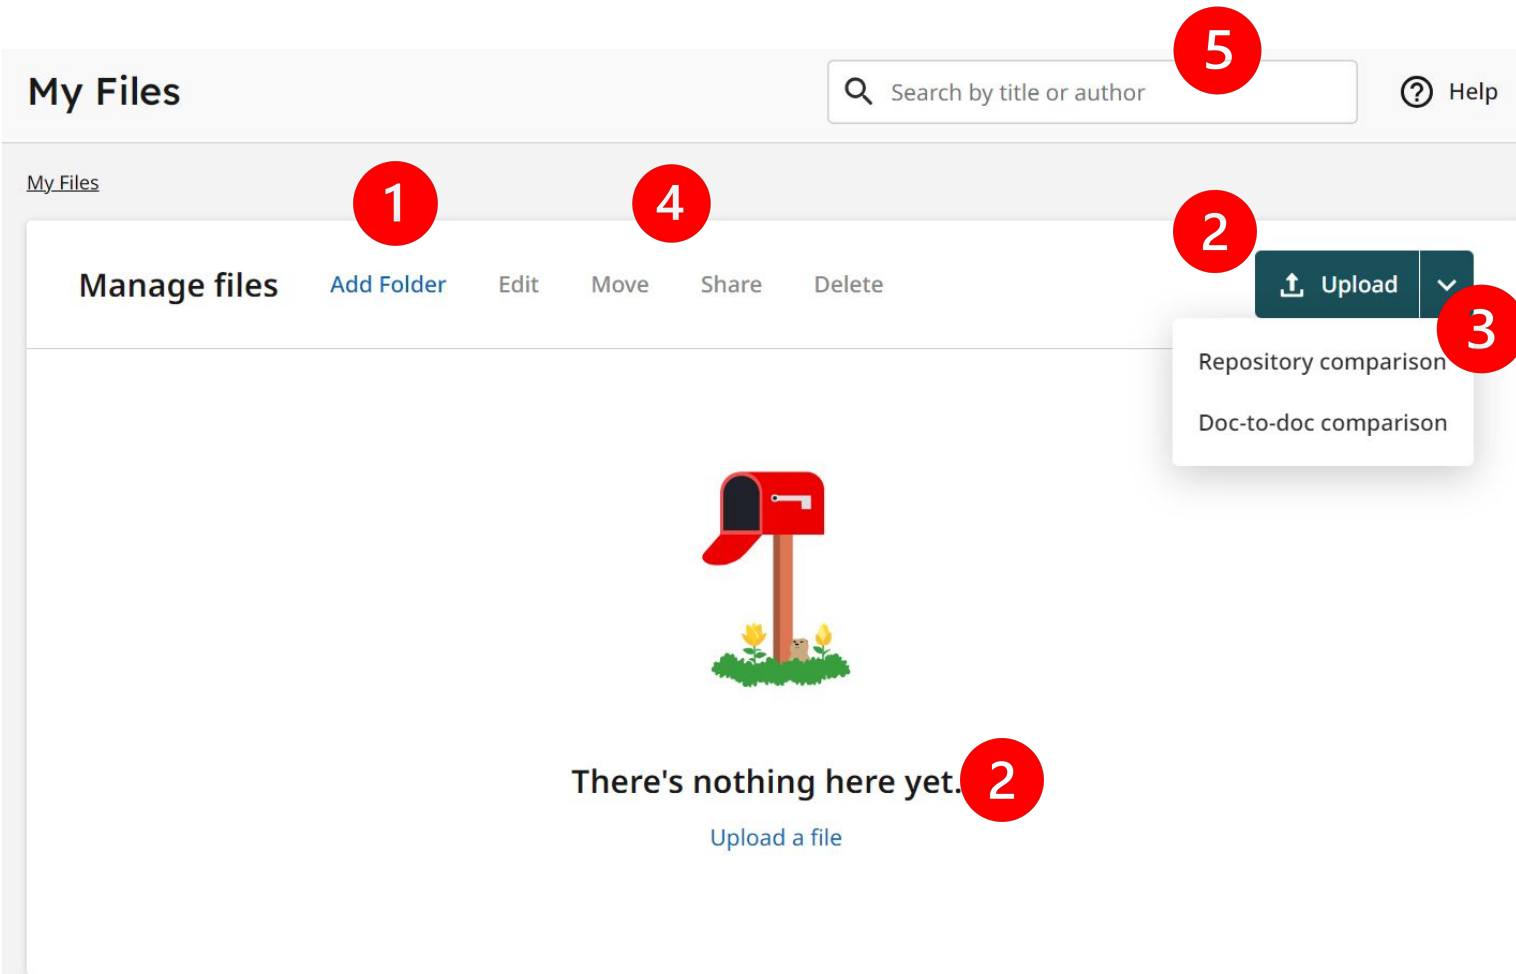 5
My Files
Search by title or author
Help
My Files
1
4
2
Manage files
Add Folder
Edit
Move
Share
Delete
Upload
3
Repository comparison
Doc-to-doc comparison
There's nothing here yet.
2
Upload a file